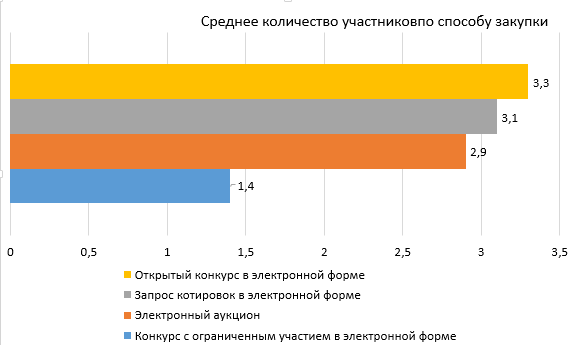 Среднее количество участниковпо способу закупки
3,3
3,1
2,9
1,4
0 0,5 1 1,5 2 2,5 3 3,5
Открытый конкурс в электронной форме
Запрос котировок в электронной форме
Электронный аукцион
Конкурс с ограниченным участием в электронной форме